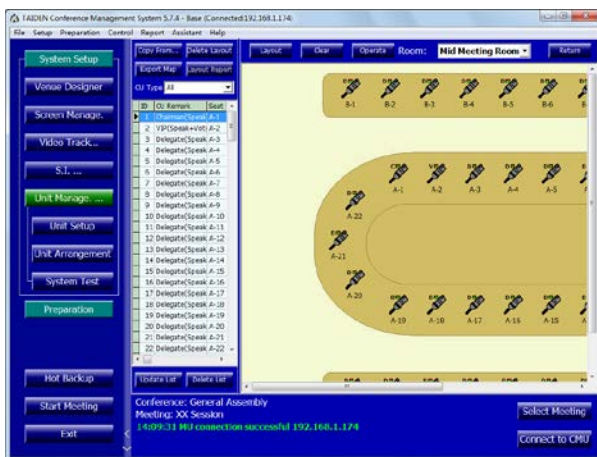 TAIDEN Conference Management System 5.7.4 - Base (Connected:192.168.1.174)
File Setup Preparation Control Report Assistant Help
System Setup
Venue Designer
Screen Manage.
Video Track...
S.I. ...
Unit Manage. ...
Unit Setup
Unit Arrangement
System Test
Preparation
Hot Backup
Start Meeting
Exit
Copy From... Delete Layout
Export Map Layout Report
CU Type All
ID CU Remark Seat
1 Chairman(Speak A-1
2 VIP(Speak+Vot A-2
3 Delegate(Speak A-3
4 Delegate(Speak A-4
5 Delegate(Speak A-5
6 Delegate(Speak A-6
7 Delegate(Speak A-7
8 Delegate(Speak A-8
9 Delegate(Speak A-9
10 Delegate(Speak A-10
11 Delegate(Speak A-11
12 Delegate(Speak A-12
13 Delegate(Speak A-13
14 Delegate(Speak A-14
15 Delegate(Speak A-15
16 Delegate(Speak A-16
17 Delegate(Speak A-17
18 Delegate(Speak A-18
19 Delegate(Speak A-19
20 Delegate(Speak A-20
21 Delegate(Speak A-21
22 Delegate(Speak A-22
Update List Delete List
Layout Clear Operate Room: Mid Meeting Room Return
B-1 B-2 B-3 B-4 B-5 B-6
A-1 A-2 A-3 A-4 A-5 A-6
A-22
A-21
A-20
A-19 A-18 A-17 A-16 A-15
Conference: General Assembly
Meeting: XX Session
14:09:31 MU connection successful 192.168.1.174
Select Meeting
Connect to CMU